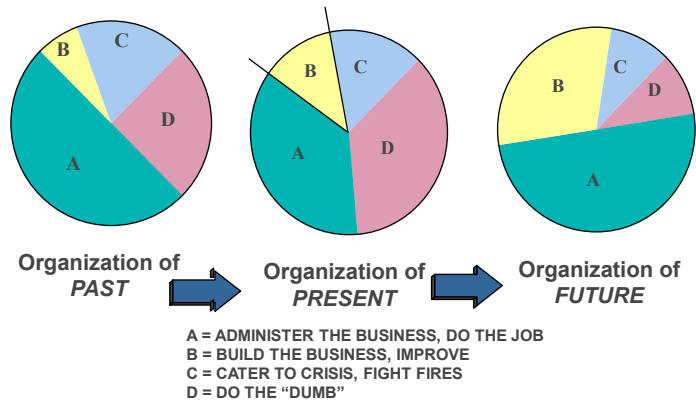 B
C
D
A
B
C
A
D
B
C
D
A
Organization of
PAST
Organization of
PRESENT
Organization of
FUTURE
A = ADMINISTER THE BUSINESS, DO THE JOB
B = BUILD THE BUSINESS, IMPROVE
C = CATER TO CRISIS, FIGHT FIRES
D = DO THE “DUMB”